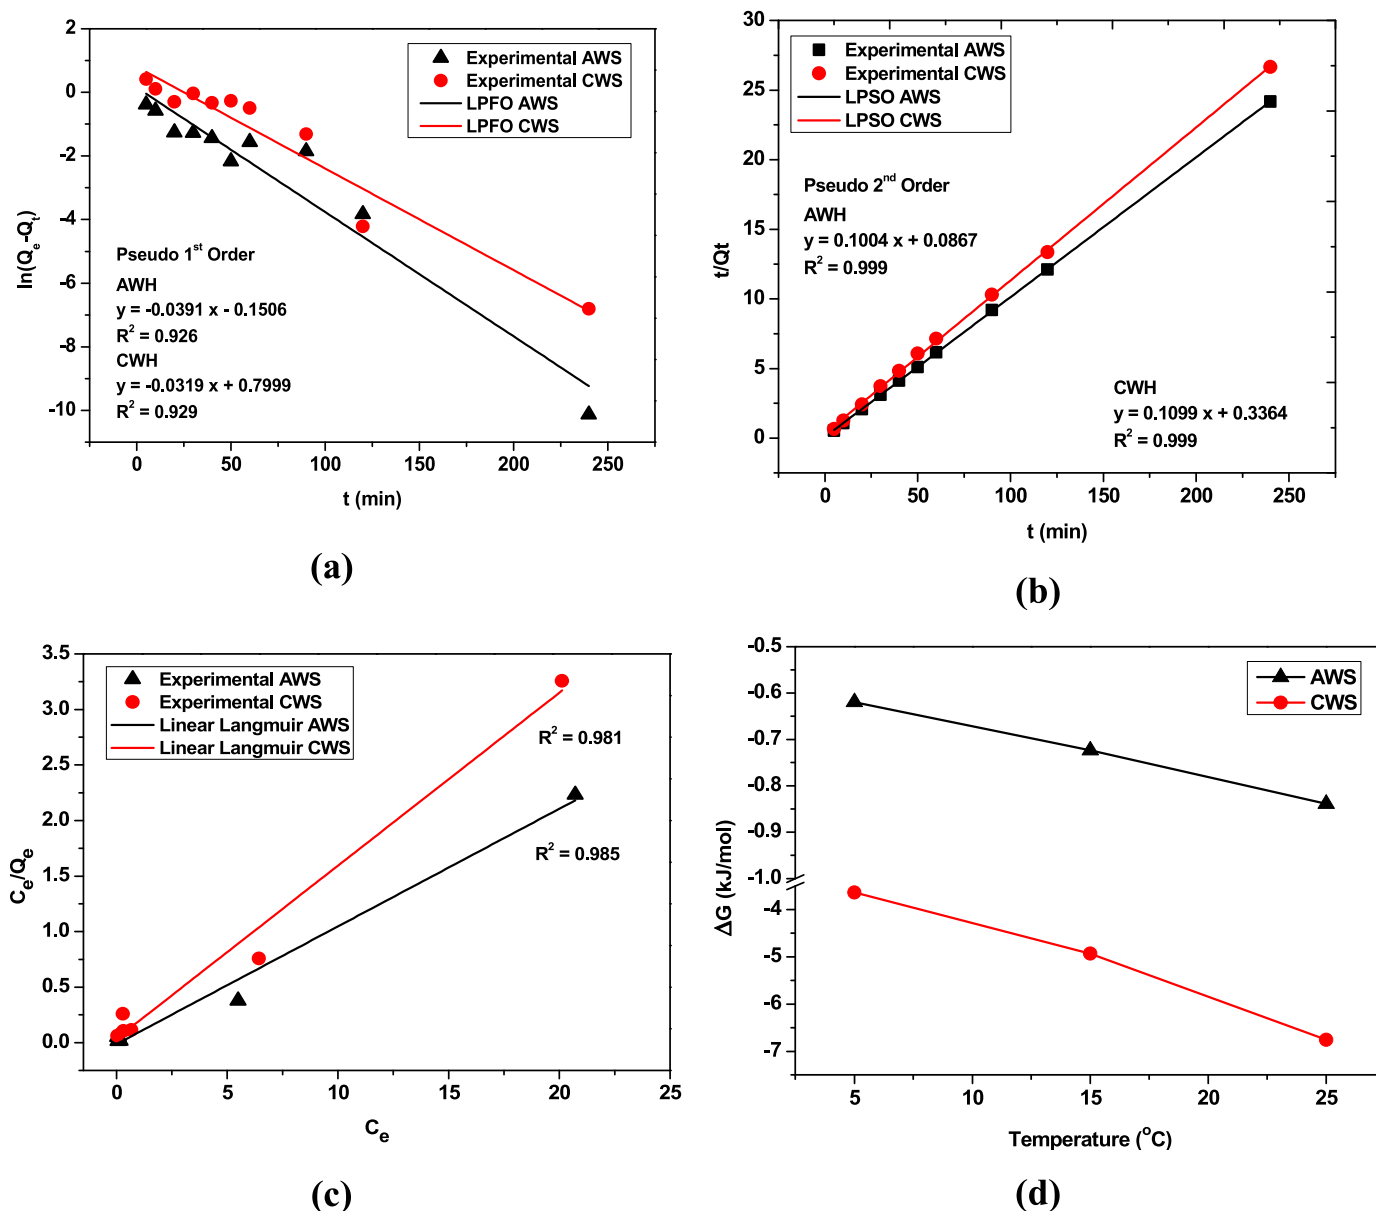 2
0
-2
-4
-6
-8
-10
ln(Qe-Qt)
Experimental AWS
Experimental CWS
LPFO AWS
LPFO CWS
Pseudo 1st Order
AWH
y = -0.0391 x - 0.1506
R2 = 0.926
CWH
y = -0.0319 x + 0.7999
R2 = 0.929
0 50 100 150 200 250
t (min)
(a)
30
25
20
15
10
5
0
t/Qt
Experimental AWS
Experimental CWS
LPSO AWS
LPSO CWS
Pseudo 2nd Order
AWH
y = 0.1004 x + 0.0867
R2 = 0.999
CWH
y = 0.1099 x + 0.3364
R2 = 0.999
0 50 100 150 200 250
t (min)
(b)
3.5
3.0
2.5
2.0
1.5
1.0
0.5
0.0
Ce/Qe
Experimental AWS
Experimental CWS
Linear Langmuir AWS
Linear Langmuir CWS
R2 = 0.981
R2 = 0.985
0 5 10 15 20 25
Ce
(c)
-0.5
-0.6
-0.7
-0.8
-0.9
-1.0
-4
-5
-6
-7
ΔG (kJ/mol)
AWS
CWS
5 10 15 20 25
Temperature (oC)
(d)